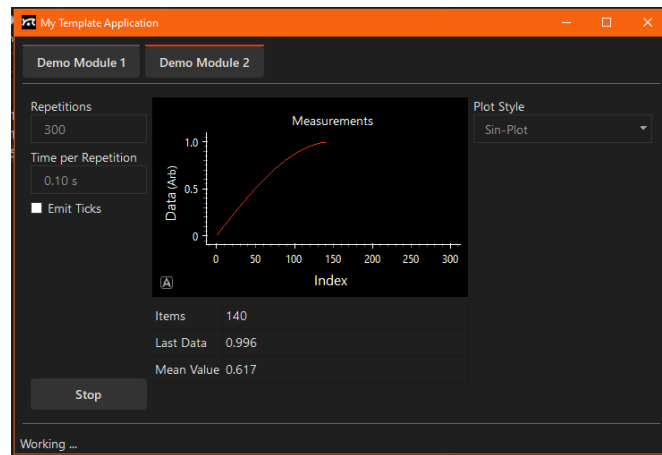 My Template Application
Demo Module 1
Demo Module 2
Repetitions
300
Time per Repetition
0.10 s
Emit Ticks
Measurements
Data (Arb)
1.0
0.5
0
0 50 100 150 200 250 300
Index
A
Plot Style
Sin-Plot
Items 140
Last Data 0.996
Mean Value 0.617
Stop
Working ...